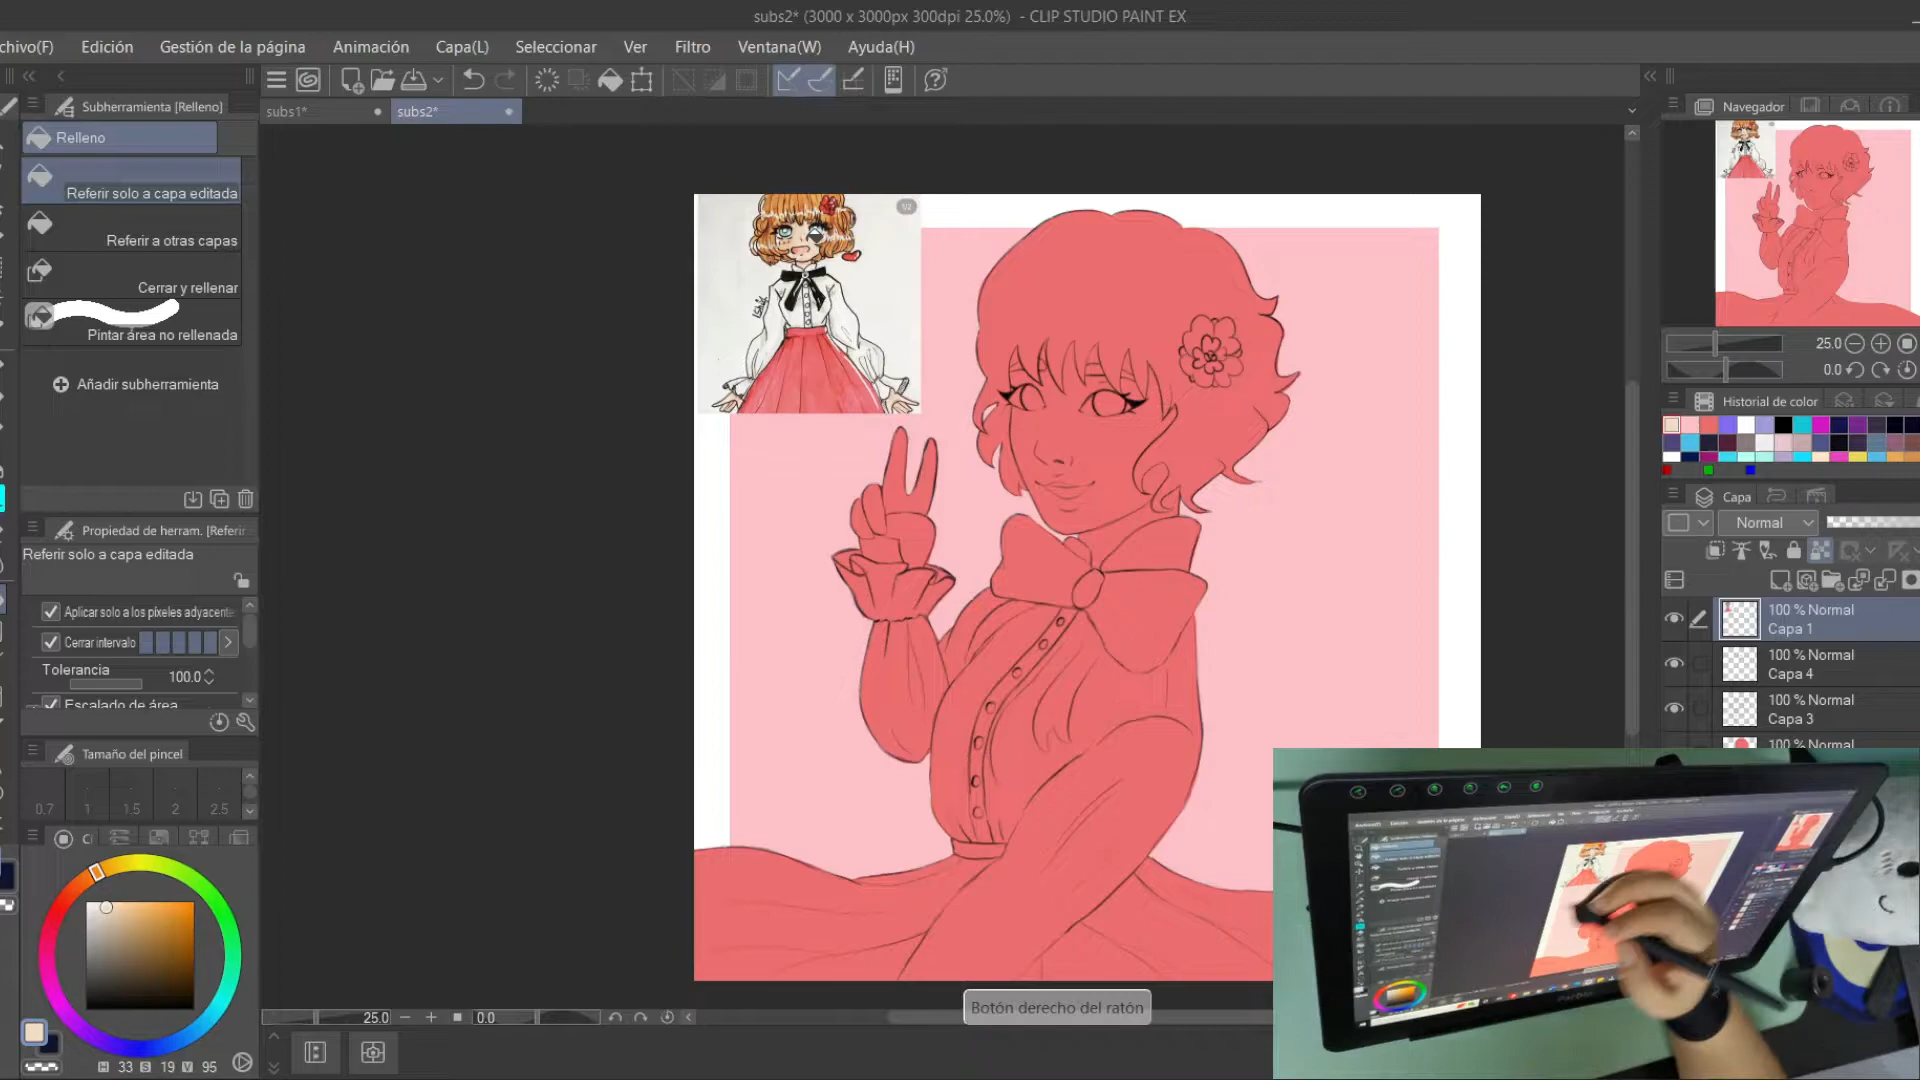 subs2* (3000 x 3000px 300dpi 25.0%) - CLIP STUDIO PAINT EX
chivo(F) Edición Gestión de la página Animación Capa(L) Seleccionar Ver Filtro Ventana(W) Ayuda(H)
Subherramienta [Relleno]
subs1* subs2*
Navegador
Relleno
Referir solo a capa editada
Referir a otras capas
Cerrar y rellenar
Pintar área no rellenada
Añadir subherramienta
1/2
25.0
0.0
Historial de color
Capa
Normal
Propiedad de herram. [Referir
Referir solo a capa editada
Aplicar solo a los píxeles adyacente
Cerrar intervalo
Tolerancia 100.0
Escalado de área
100 % Normal
Capa 1
100 % Normal
Capa 4
100 % Normal
Capa 3
100 % Normal
Tamaño del pincel
0.7 1 1.5 2 2.5
Botón derecho del ratón
25.0 0.0
H 33 S 19 V 95